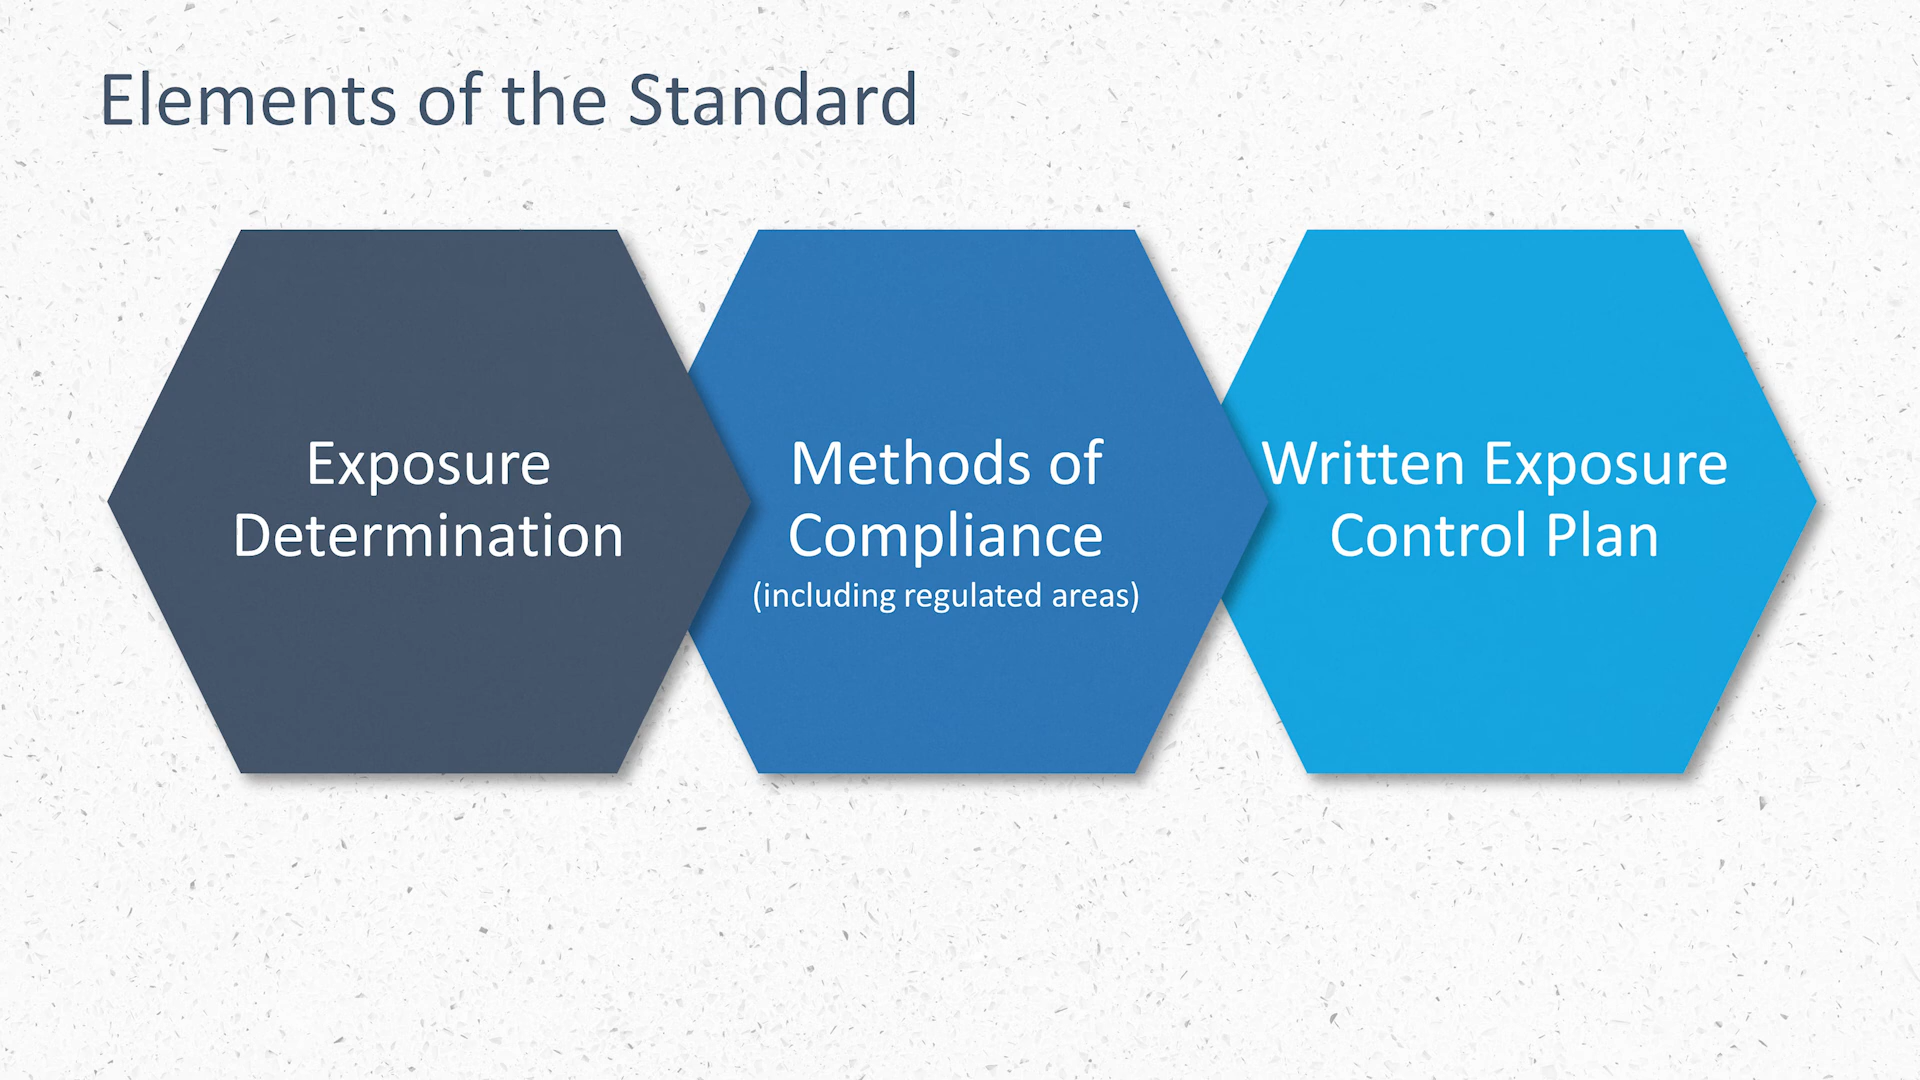 Elements of the Standard
Exposure
Determination
Methods of
Compliance
(including regulated areas)
Written Exposure
Control Plan